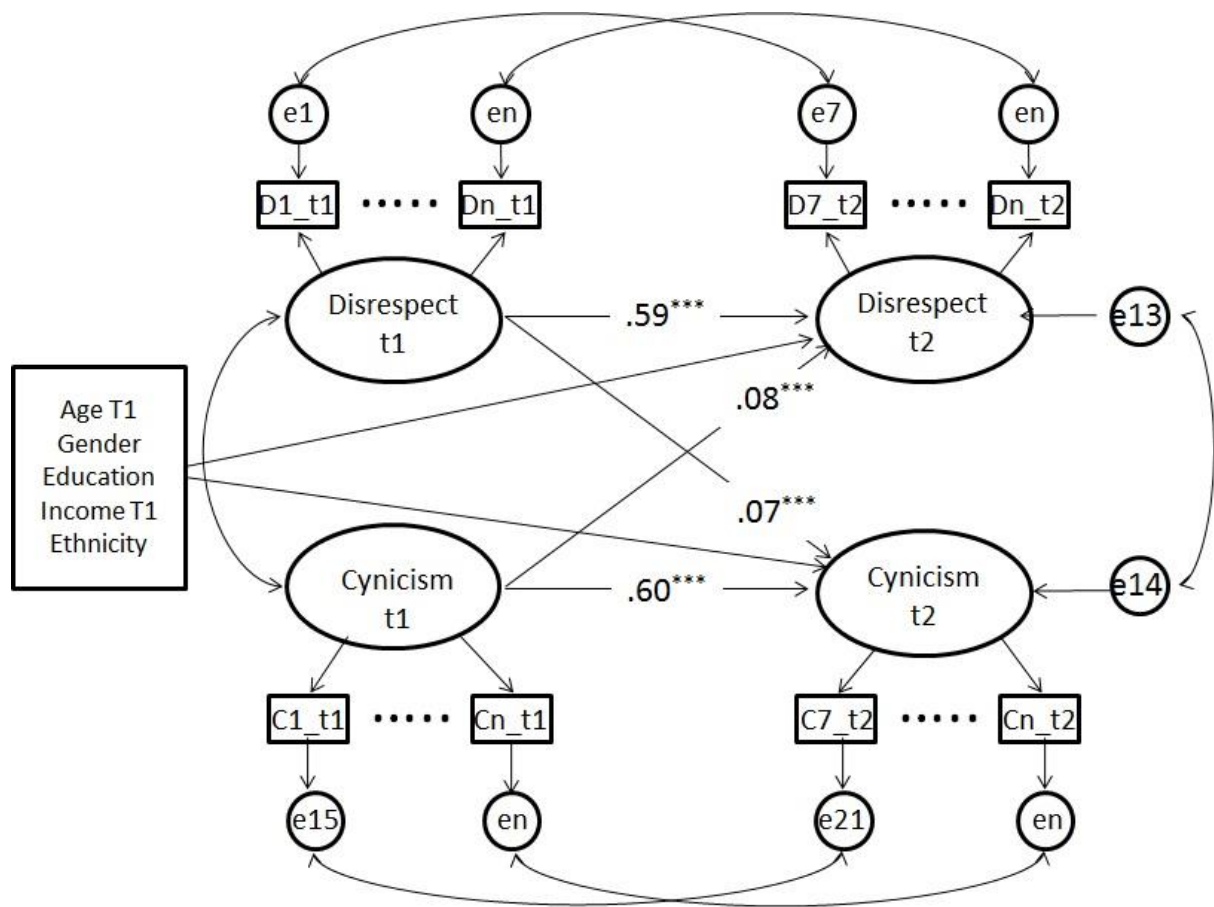 e1
en
e7
en
D1_t1
Dn_t1
D7_t2
Dn_t2
Disrespect
t1
.59***
Disrespect
t2
e13
.08***
Age T1
Gender
Education
Income T1
Ethnicity
.07***
Cynicism
t1
.60***
Cynicism
t2
e14
C1_t1
Cn_t1
C7_t2
Cn_t2
e15
en
e21
en